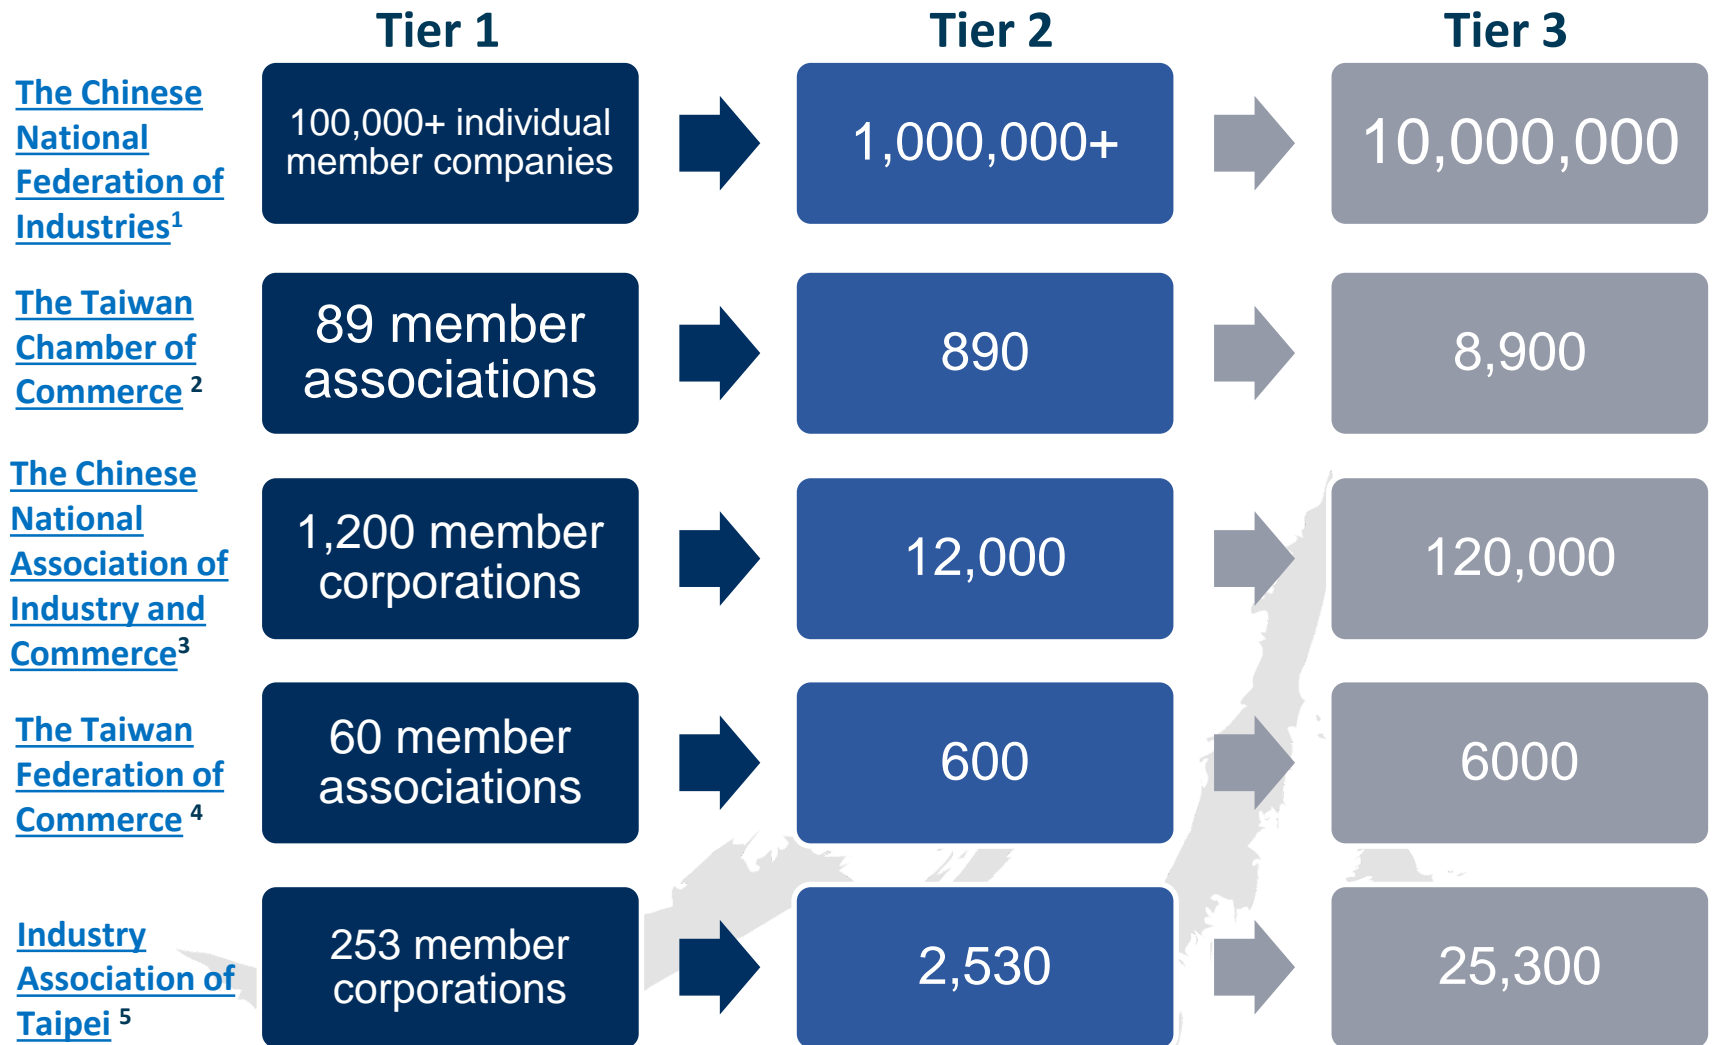 Tier 1
Tier 2
Tier 3
The Chinese
National
Federation of
Industries1
100,000+ individual
member companies
1,000,000+
10,000,000
The Taiwan
Chamber of
Commerce 2
89 member
associations
890
8,900
The Chinese
National
Association of
Industry and
Commerce3
1,200 member
corporations
12,000
120,000
The Taiwan
Federation of
Commerce 4
60 member
associations
600
6000
Industry
Association of
Taipei 5
253 member
corporations
2,530
25,300